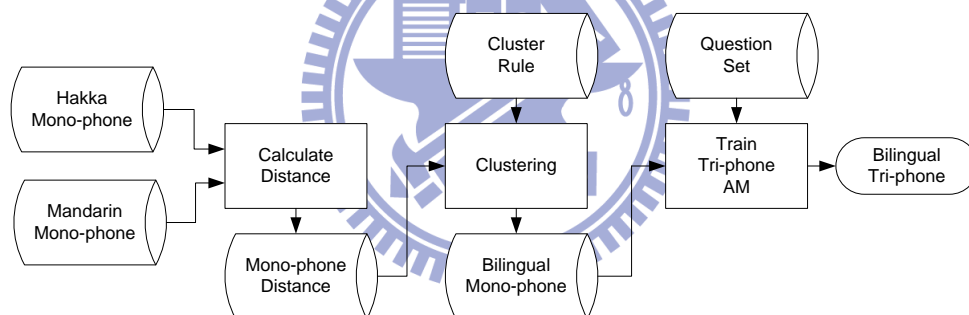 Hakka
Mono-phone
Mandarin
Mono-phone
Calculate
Distance
Mono-phone
Distance
Cluster
Rule
Clustering
Bilingual
Mono-phone
Question
Set
Train
Tri-phone
AM
Bilingual
Tri-phone